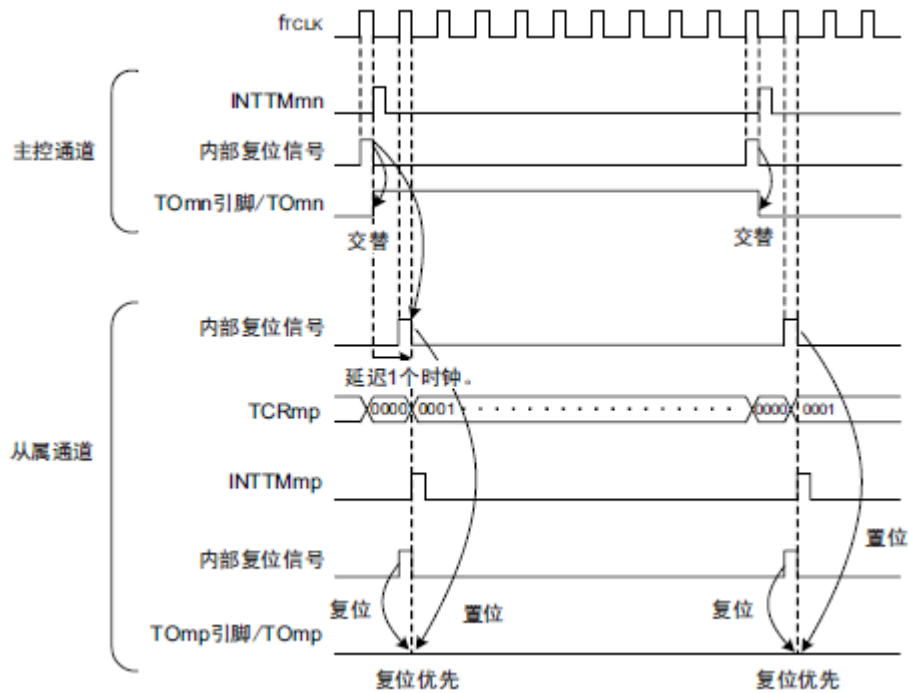 fTCLK
INTTMmn
主控通道
内部复位信号
TOmn引脚/TOmn
交替
交替
内部复位信号
延迟1个时钟。
TCRmp
0000
0001
0000
0001
从属通道
INTTMmp
置位
内部复位信号
复位
置位
复位
TOmp引脚/TOmp
复位优先
复位优先